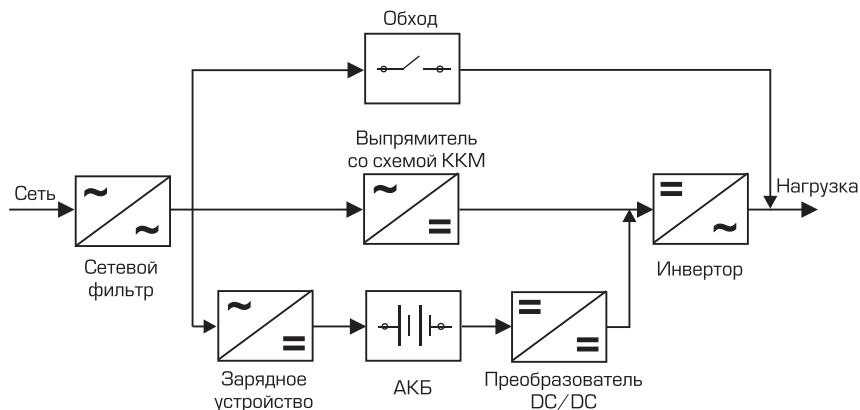 Обход
Выпрямитель
со схемой ККМ
Сеть
Нагрузка
Сетевой
фильтр
Инвертор
Зарядное
устройство
АКБ
Преобразователь
DC/DC